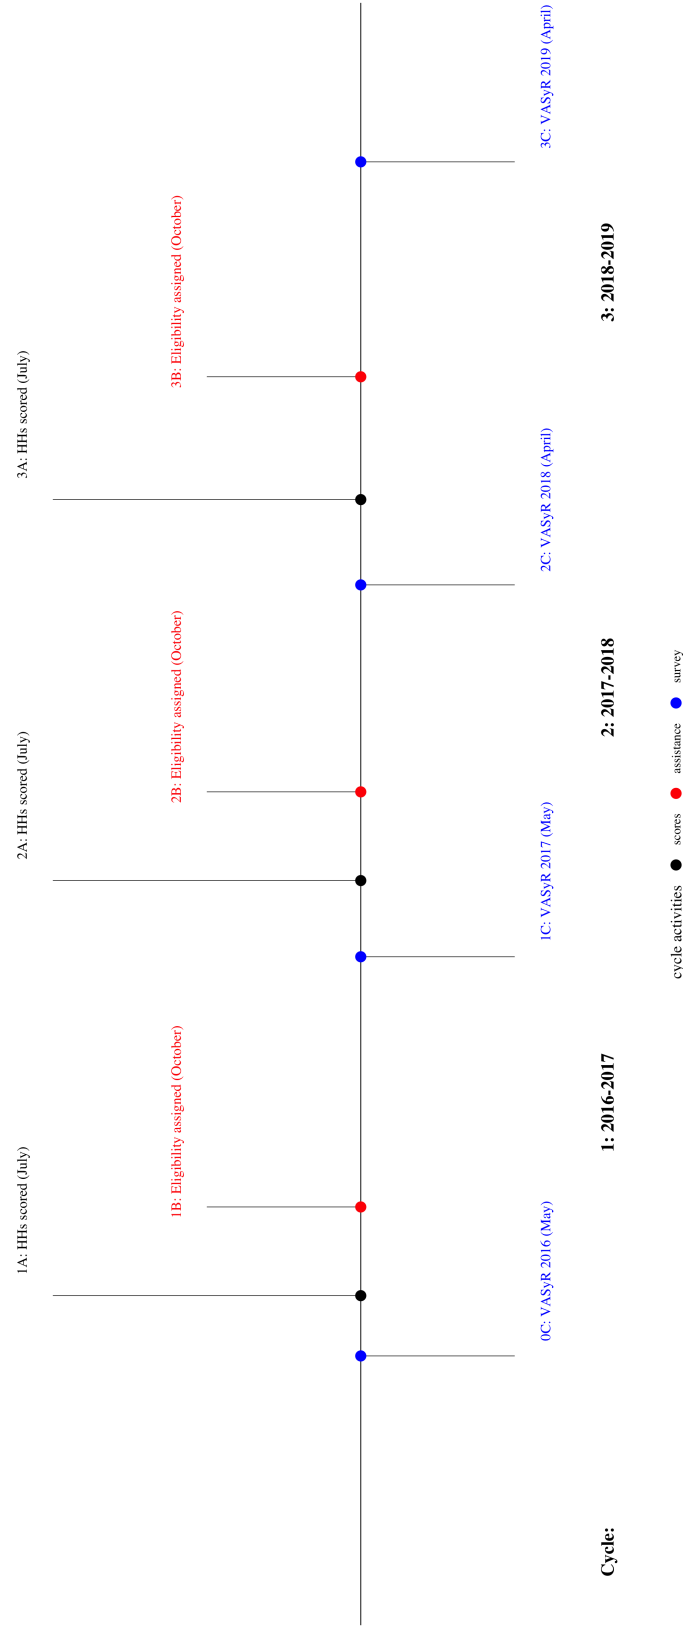 1A: HHs scored (July)
2A: HHs scored (July)
3A: HHs scored (July)
1B: Eligibility assigned (October)
2B: Eligibility assigned (October)
3B: Eligibility assigned (October)
0C: VASyR 2016 (May)
1C: VASyR 2017 (May)
2C: VASyR 2018 (April)
3C: VASyR 2019 (April)
Cycle: 1: 2016-2017 2: 2017-2018 3: 2018-2019
cycle activities scores assistance survey